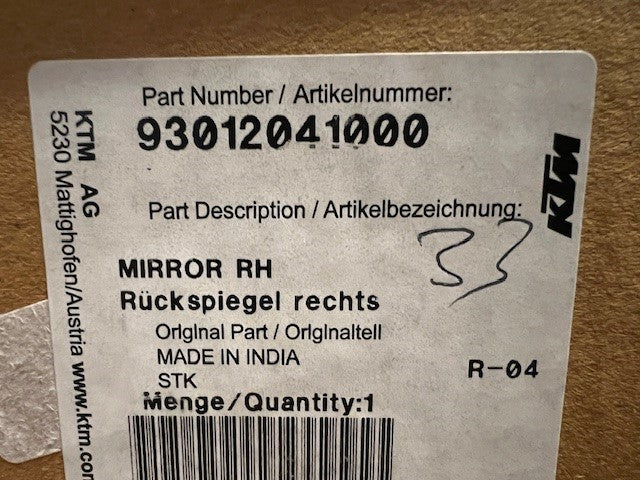 Part Number / Artikelnummer:
93012041000
KTM AG
5230 Mattighofen/Austria www.ktm.com
KTM
Part Description / Artikelbezeichnung:
33
MIRROR RH
Rückspiegel rechts
Original Part / Originalteil
MADE IN INDIA
STK
R-04
Menge/Quantity:1